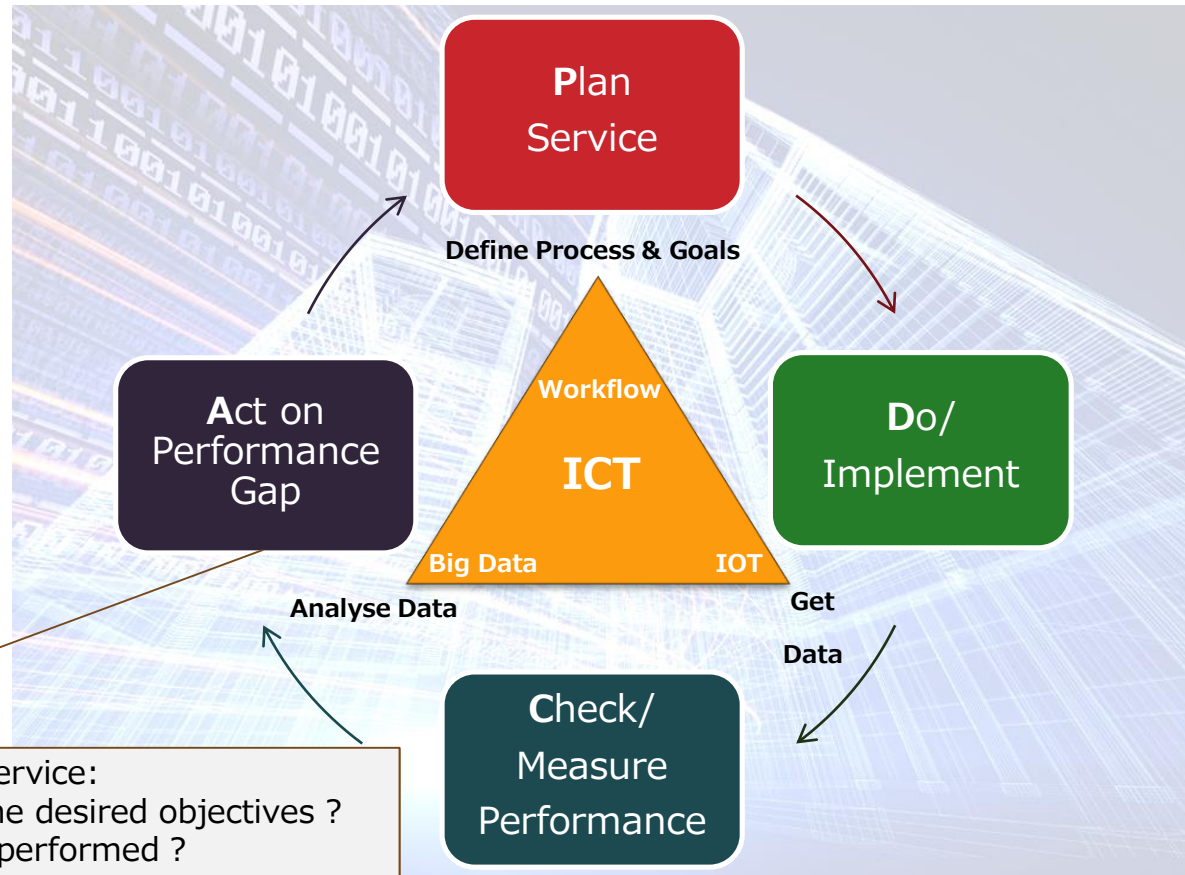 Plan
Service
Define Process & Goals
Act on
Performance
Gap
Workflow
ICT
Big Data
IOT
Do/
Implement
Analyse Data
Get
Data
Check/
Measure
Performance
ervice:
ne desired objectives ?
performed ?